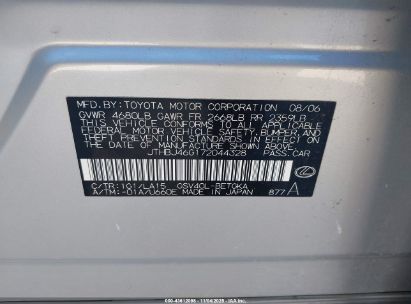 MFD.BY:TOYOTA MOTOR CORPORATION 08/06
GVWR 4680LB GAWR FR 2668LB RR 2359LB
THIS VEHICLE CONFORMS TO ALL APPLICABLE
FEDERAL MOTOR VEHICLE SAFETY, BUMPER, AND
THEFT PREVENTION STANDARDS IN EFFECT ON
THE DATE OF MANUFACTURE SHOWN ABOVE.
JTHBJ46G172044328 PASS.CAR
C/TR:1G1/LA15 GSV40L-BETGKA
A/TM:-01A/U660E MADE IN JAPAN 877 A